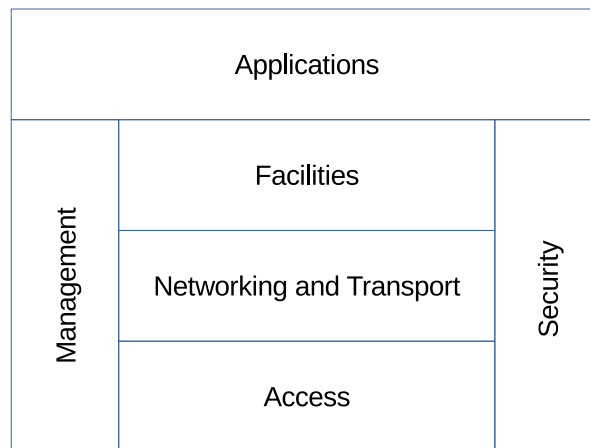 Applications
Facilities
Management
Networking and Transport
Security
Access